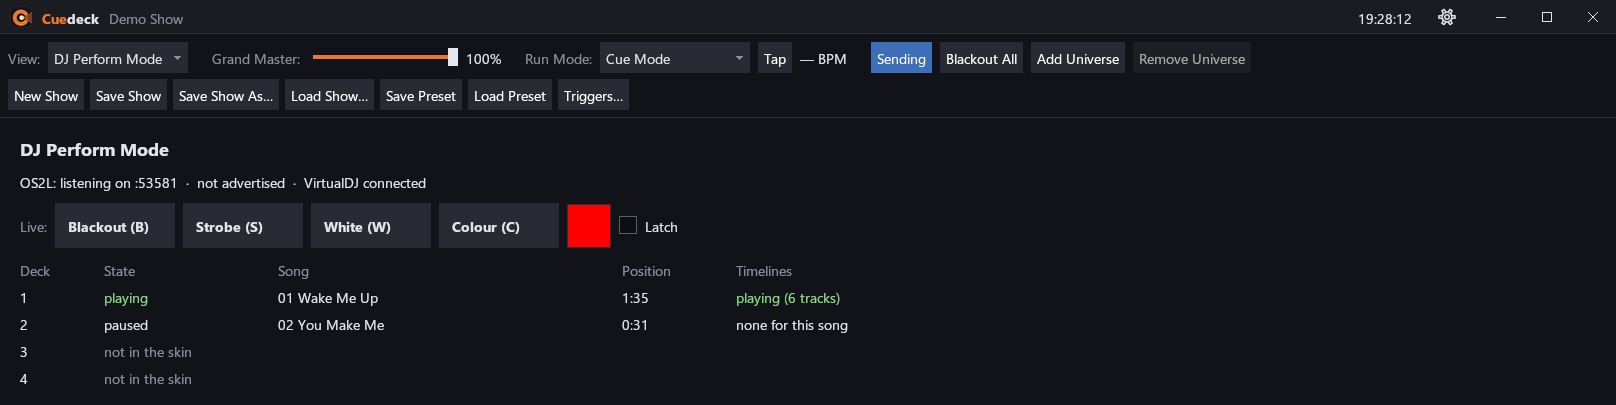 Cuedeck Demo Show 19:28:12
View: DJ Perform Mode Grand Master: 100% Run Mode: Cue Mode Tap — BPM Sending Blackout All Add Universe Remove Universe
New Show Save Show Save Show As... Load Show... Save Preset Load Preset Triggers...
DJ Perform Mode
OS2L: listening on :53581 · not advertised · VirtualDJ connected
Live: Blackout (B) Strobe (S) White (W) Colour (C) Latch
Deck State Song Position Timelines
1 playing 01 Wake Me Up 1:35 playing (6 tracks)
2 paused 02 You Make Me 0:31 none for this song
3 not in the skin
4 not in the skin